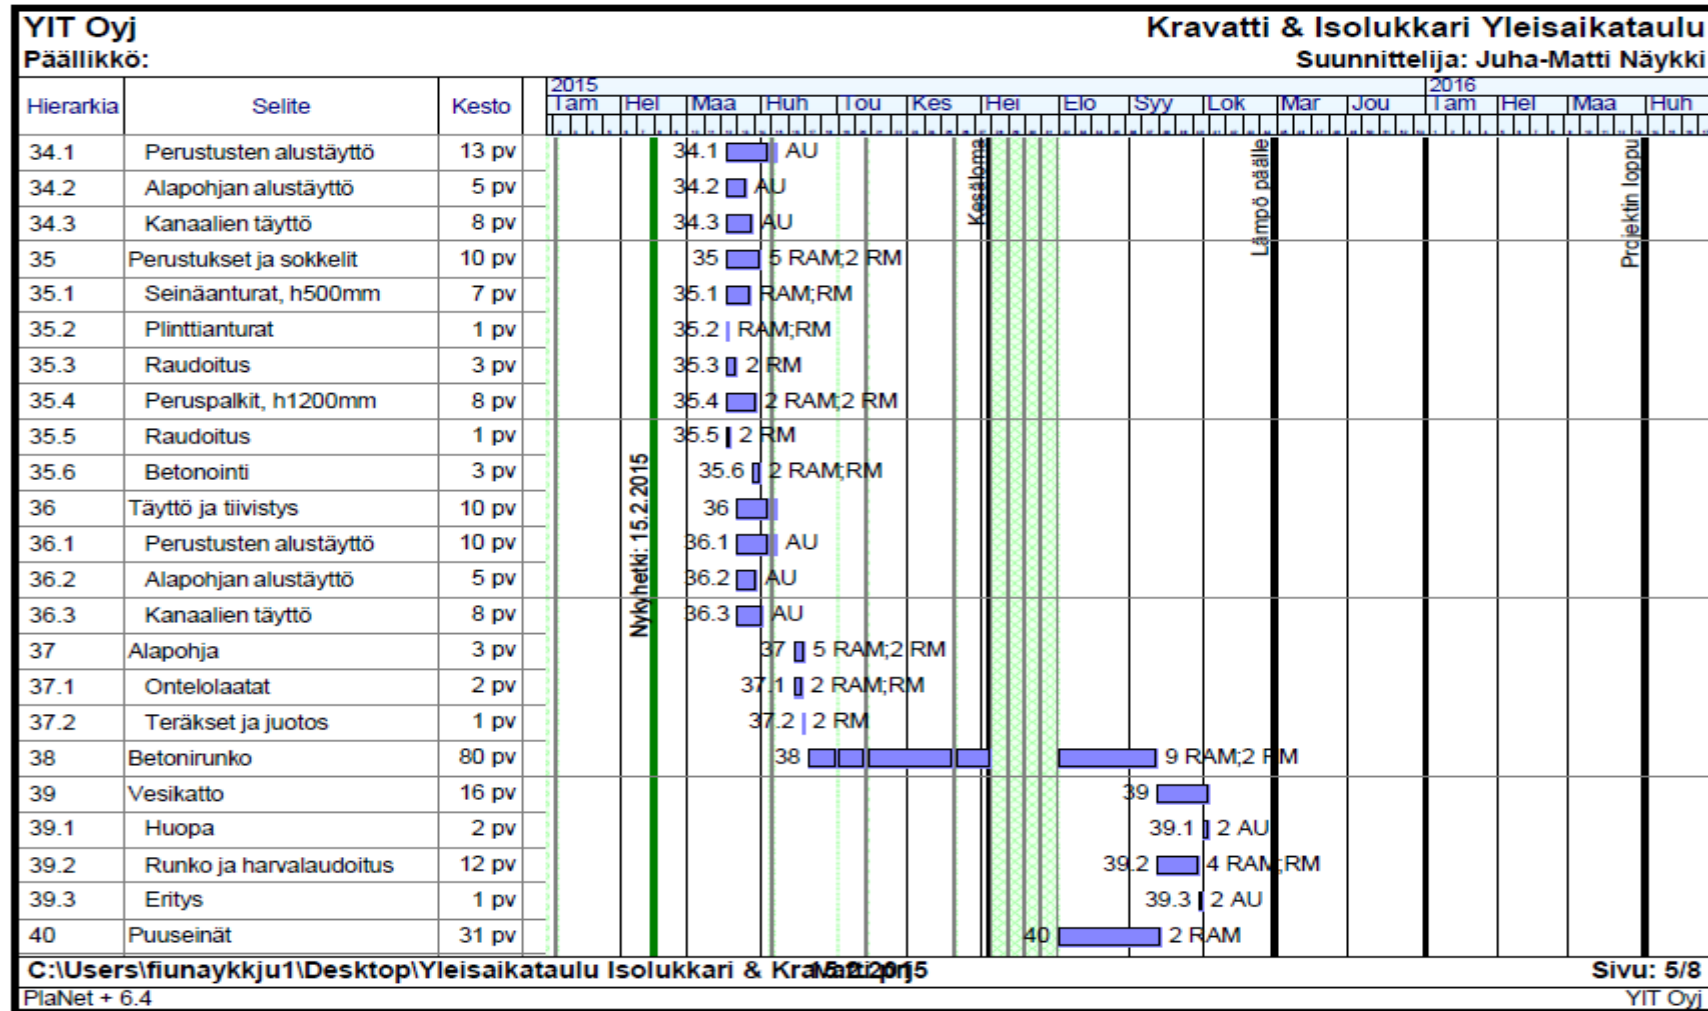 YIT Oyj Kravatti & Isolukkari Yleisaikataulu
Päällikkö: Suunnittelija: Juha-Matti Näykki
Hierarkia Selite Kesto
2015 2016
Tam Hel Maa Huh Tou Kes Hei Elo Syy Lok Mar Jou Tam Hel Maa Huh
34.1 Perustusten alustäyttö 13 pv 34.1 AU
34.2 Alapohjan alustäyttö 5 pv 34.2 AU
34.3 Kanaalien täyttö 8 pv 34.3 AU
35 Perustukset ja sokkelit 10 pv 35 5 RAM;2 RM
35.1 Seinäanturat, h500mm 7 pv 35.1 RAM;RM
35.2 Plinttianturat 1 pv 35.2 RAM;RM
35.3 Raudoitus 3 pv 35.3 2 RM
35.4 Peruspalkit, h1200mm 8 pv 35.4 2 RAM;2 RM
35.5 Raudoitus 1 pv 35.5 2 RM
35.6 Betonointi 3 pv 35.6 2 RAM;RM
36 Täyttö ja tiivistys 10 pv 36
36.1 Perustusten alustäyttö 10 pv 36.1 AU
36.2 Alapohjan alustäyttö 5 pv 36.2 AU
36.3 Kanaalien täyttö 8 pv 36.3 AU
37 Alapohja 3 pv 37 5 RAM;2 RM
37.1 Ontelolaatat 2 pv 37.1 2 RAM;RM
37.2 Teräkset ja juotos 1 pv 37.2 2 RM
38 Betonirunko 80 pv 38 9 RAM;2 RM
39 Vesikatto 16 pv 39
39.1 Huopa 2 pv 39.1 2 AU
39.2 Runko ja harvalaudoitus 12 pv 39.2 4 RAM;RM
39.3 Eritys 1 pv 39.3 2 AU
40 Puuseinät 31 pv 40 2 RAM
Nykyhetki: 15.2.2015
Kesäloma
Lämpö päälle
Projektin loppu
C:\Users\fiunaykkju1\Desktop\Yleisaikataulu Isolukkari & Kravatti.pnj 15.2.2015 Sivu: 5/8
PlaNet + 6.4 YIT Oyj